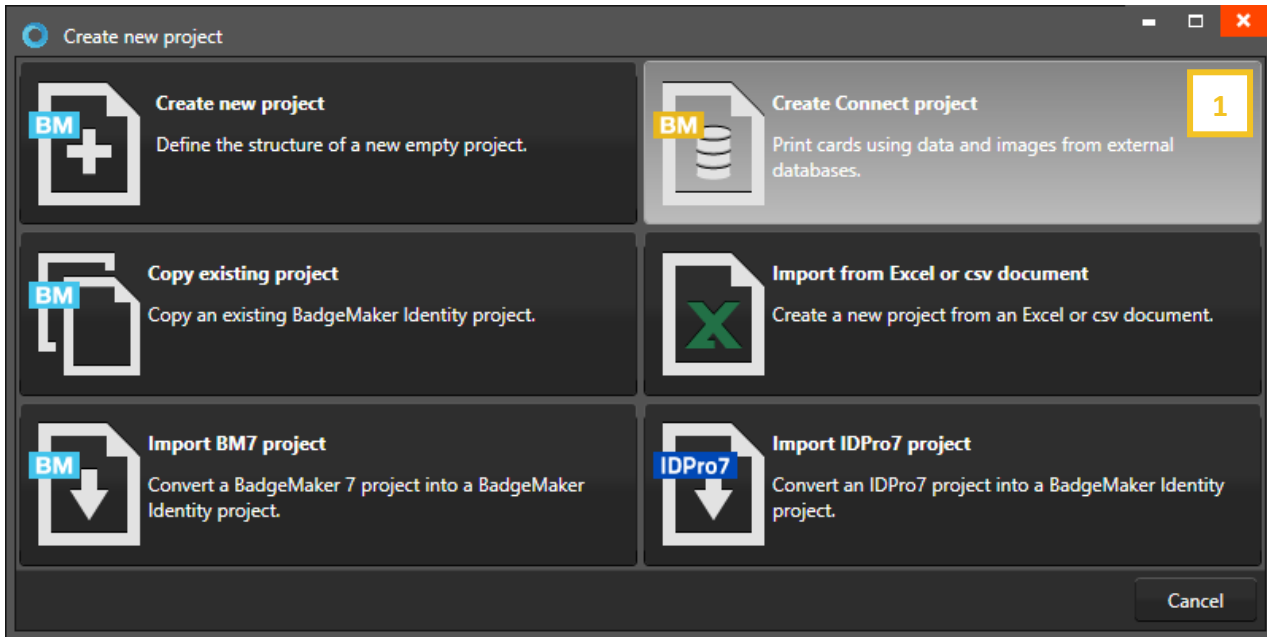 Create new project
BM
Create new project
Define the structure of a new empty project.
BM
Create Connect project
Print cards using data and images from external
databases.
1
BM
Copy existing project
Copy an existing BadgeMaker Identity project.
X
Import from Excel or csv document
Create a new project from an Excel or csv document.
BM
Import BM7 project
Convert a BadgeMaker 7 project into a BadgeMaker
Identity project.
IDPro7
Import IDPro7 project
Convert an IDPro7 project into a BadgeMaker Identity
project.
Cancel